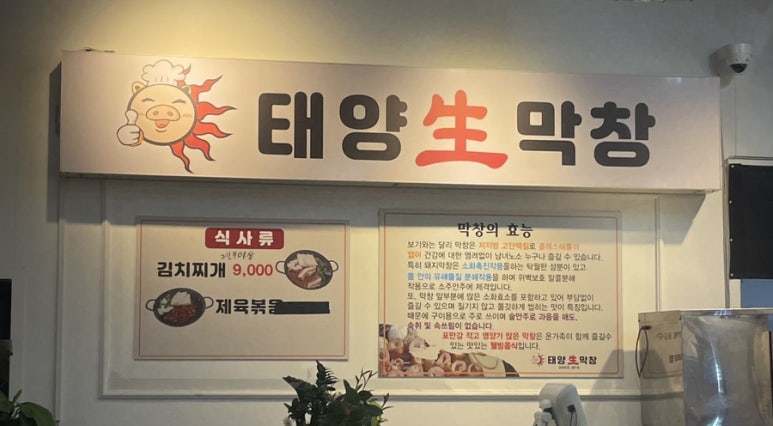 태양生막창
식사류
김치찌개 9,000
제육볶음
막창의 효능
보기와는 달리 막창은 저지방 고단백질로 콜레스테롤이
없어 건강에 대한 염려없이 남녀노소 누구나 즐길 수 있습니다.
특히 돼지막창은 소화촉진작용을하는 탁월한 성분이 있고
몸 안의 유해물질 분해작용을 하며 위벽보호 알콜분해
작용으로 소주안주에 제격입니다.
또, 막창 앞부분에 많은 소화효소를 포함하고 있어 부담없이
즐길 수 있으며 질기지 않고 쫄깃하게 씹히는 맛이 특징입니다.
때문에 구이용으로 주로 쓰이며 술안주로 과음을 해도,
숙취 및 속쓰림이 없습니다.
포만감 적고 영양가 많은 막창은 온가족이 함께 즐길수
있는 맛있는 웰빙음식입니다.
태양生막창